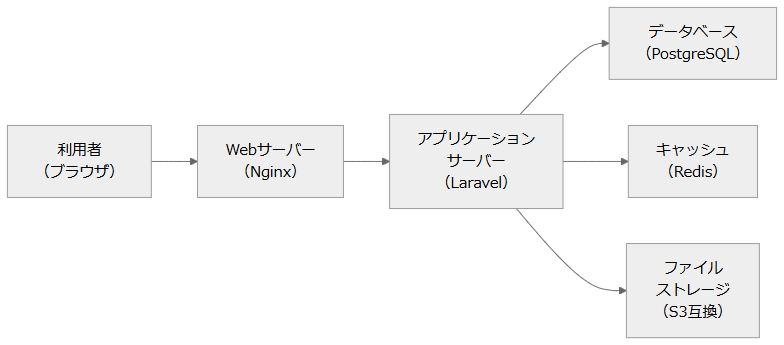 利用者
（ブラウザ）
Webサーバー
（Nginx）
アプリケーション
サーバー
（Laravel）
データベース
（PostgreSQL）
キャッシュ
（Redis）
ファイル
ストレージ
（S3互換）